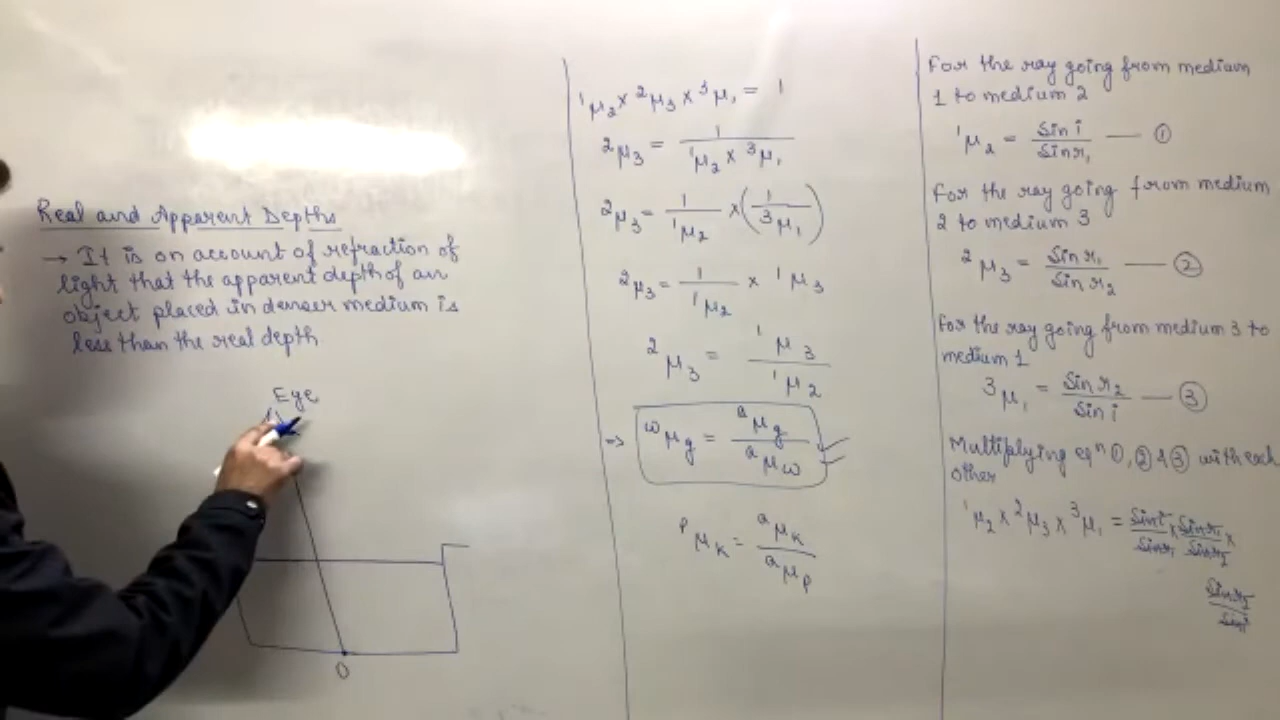 Real and Apparent Depths
→ It is on account of refraction of
light that the apparent depth of an
object placed in denser medium is
less than the real depth
Eye
O
¹μ₂ × ²μ₃ × ³μ₁ = 1
²μ₃ = 1 / (¹μ₂ × ³μ₁)
²μ₃ = 1/¹μ₂ × (1/³μ₁)
²μ₃ = 1/¹μ₂ × ¹μ₃
²μ₃ = ¹μ₃/¹μ₂
⇒ ʷμg = ᵃμg/ᵃμω
ᵖμₖ = ᵃμₖ/ᵃμₚ
For the ray going from medium
1 to medium 2
¹μ₂ = Sin i/Sin r₁ — ①
For the ray going from medium
2 to medium 3
²μ₃ = Sin r₁/Sin r₂ — ②
For the ray going from medium 3 to
medium 1
³μ₁ = Sin r₂/Sin i — ③
Multiplying eqⁿ ①, ② & ③ with each
other
¹μ₂ × ²μ₃ × ³μ₁ = Sin i/Sin r₁ × Sin r₁/Sin r₂ ×
Sin r₂/Sin i